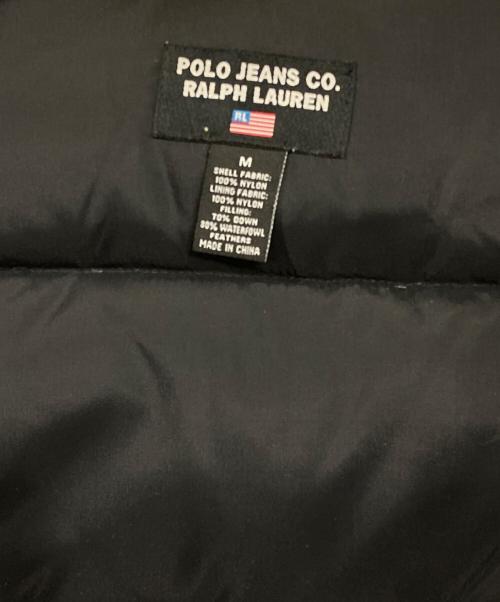 POLO JEANS CO.
RALPH LAUREN
RL
M
SHELL FABRIC:
100% NYLON
LINING FABRIC:
100% NYLON
FILLING:
70% DOWN
30% WATERFOWL
FEATHERS
MADE IN CHINA